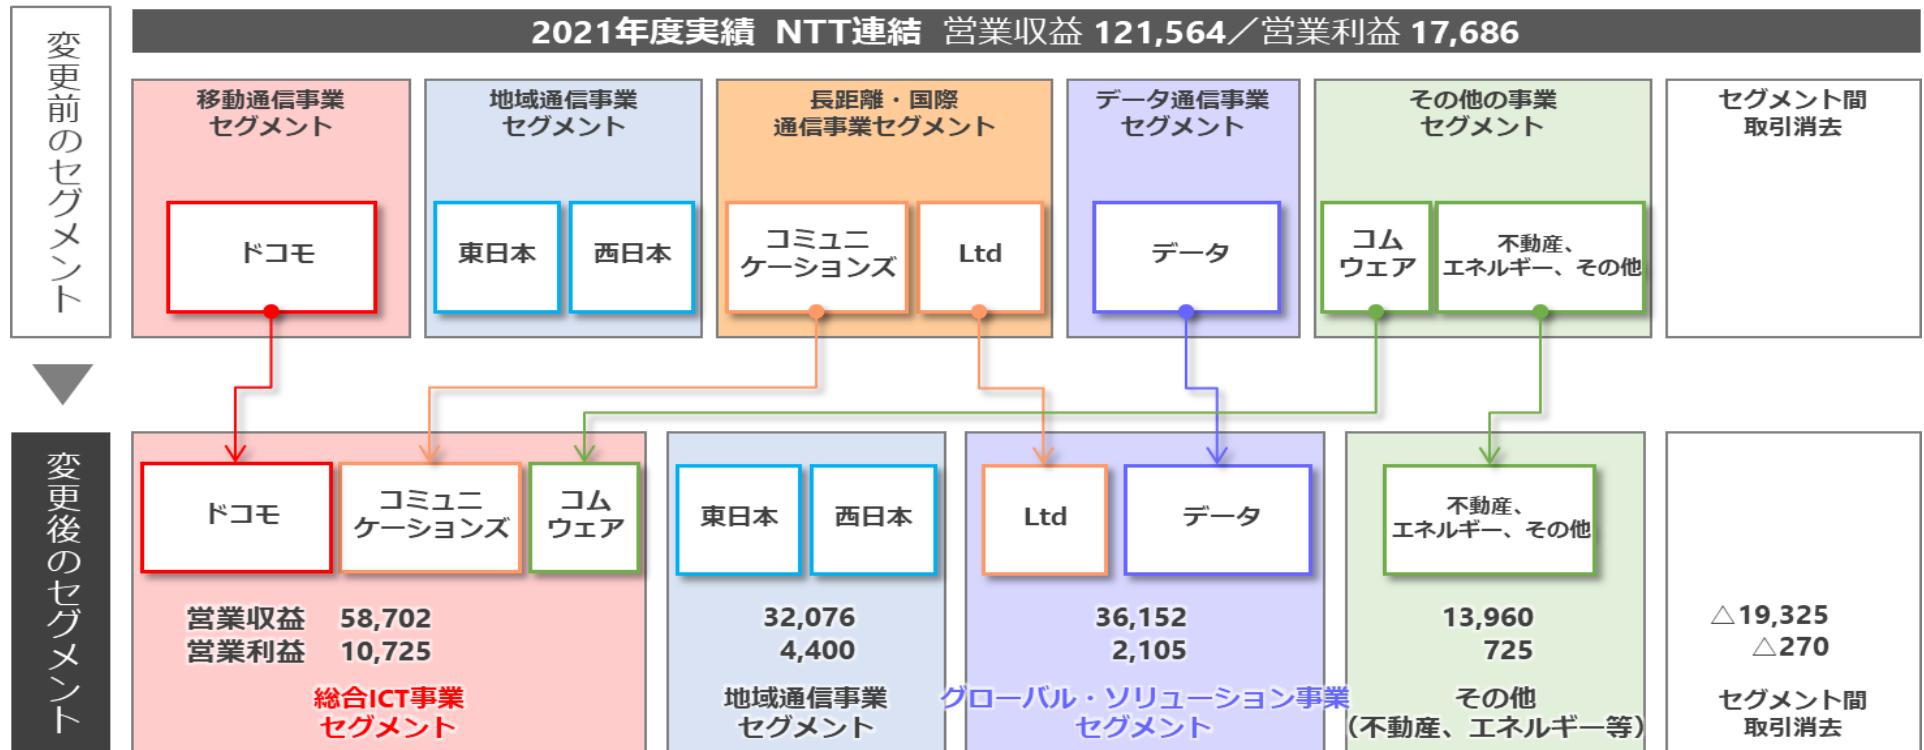 変更前のセグメント
2021年度実績 NTT連結 営業収益 121,564／営業利益 17,686
移動通信事業
セグメント
地域通信事業
セグメント
長距離・国際
通信事業セグメント
データ通信事業
セグメント
その他の事業
セグメント
セグメント間
取引消去
ドコモ
東日本
西日本
コミュニ
ケーションズ
Ltd
データ
コム
ウェア
不動産、
エネルギー、その他
変更後のセグメント
ドコモ
コミュニ
ケーションズ
コム
ウェア
東日本
西日本
Ltd
データ
不動産、
エネルギー、その他
営業収益 58,702
営業利益 10,725
32,076
4,400
36,152
2,105
13,960
725
△19,325
△270
総合ICT事業
セグメント
地域通信事業
セグメント
グローバル・ソリューション事業
セグメント
その他
（不動産、エネルギー等）
セグメント間
取引消去